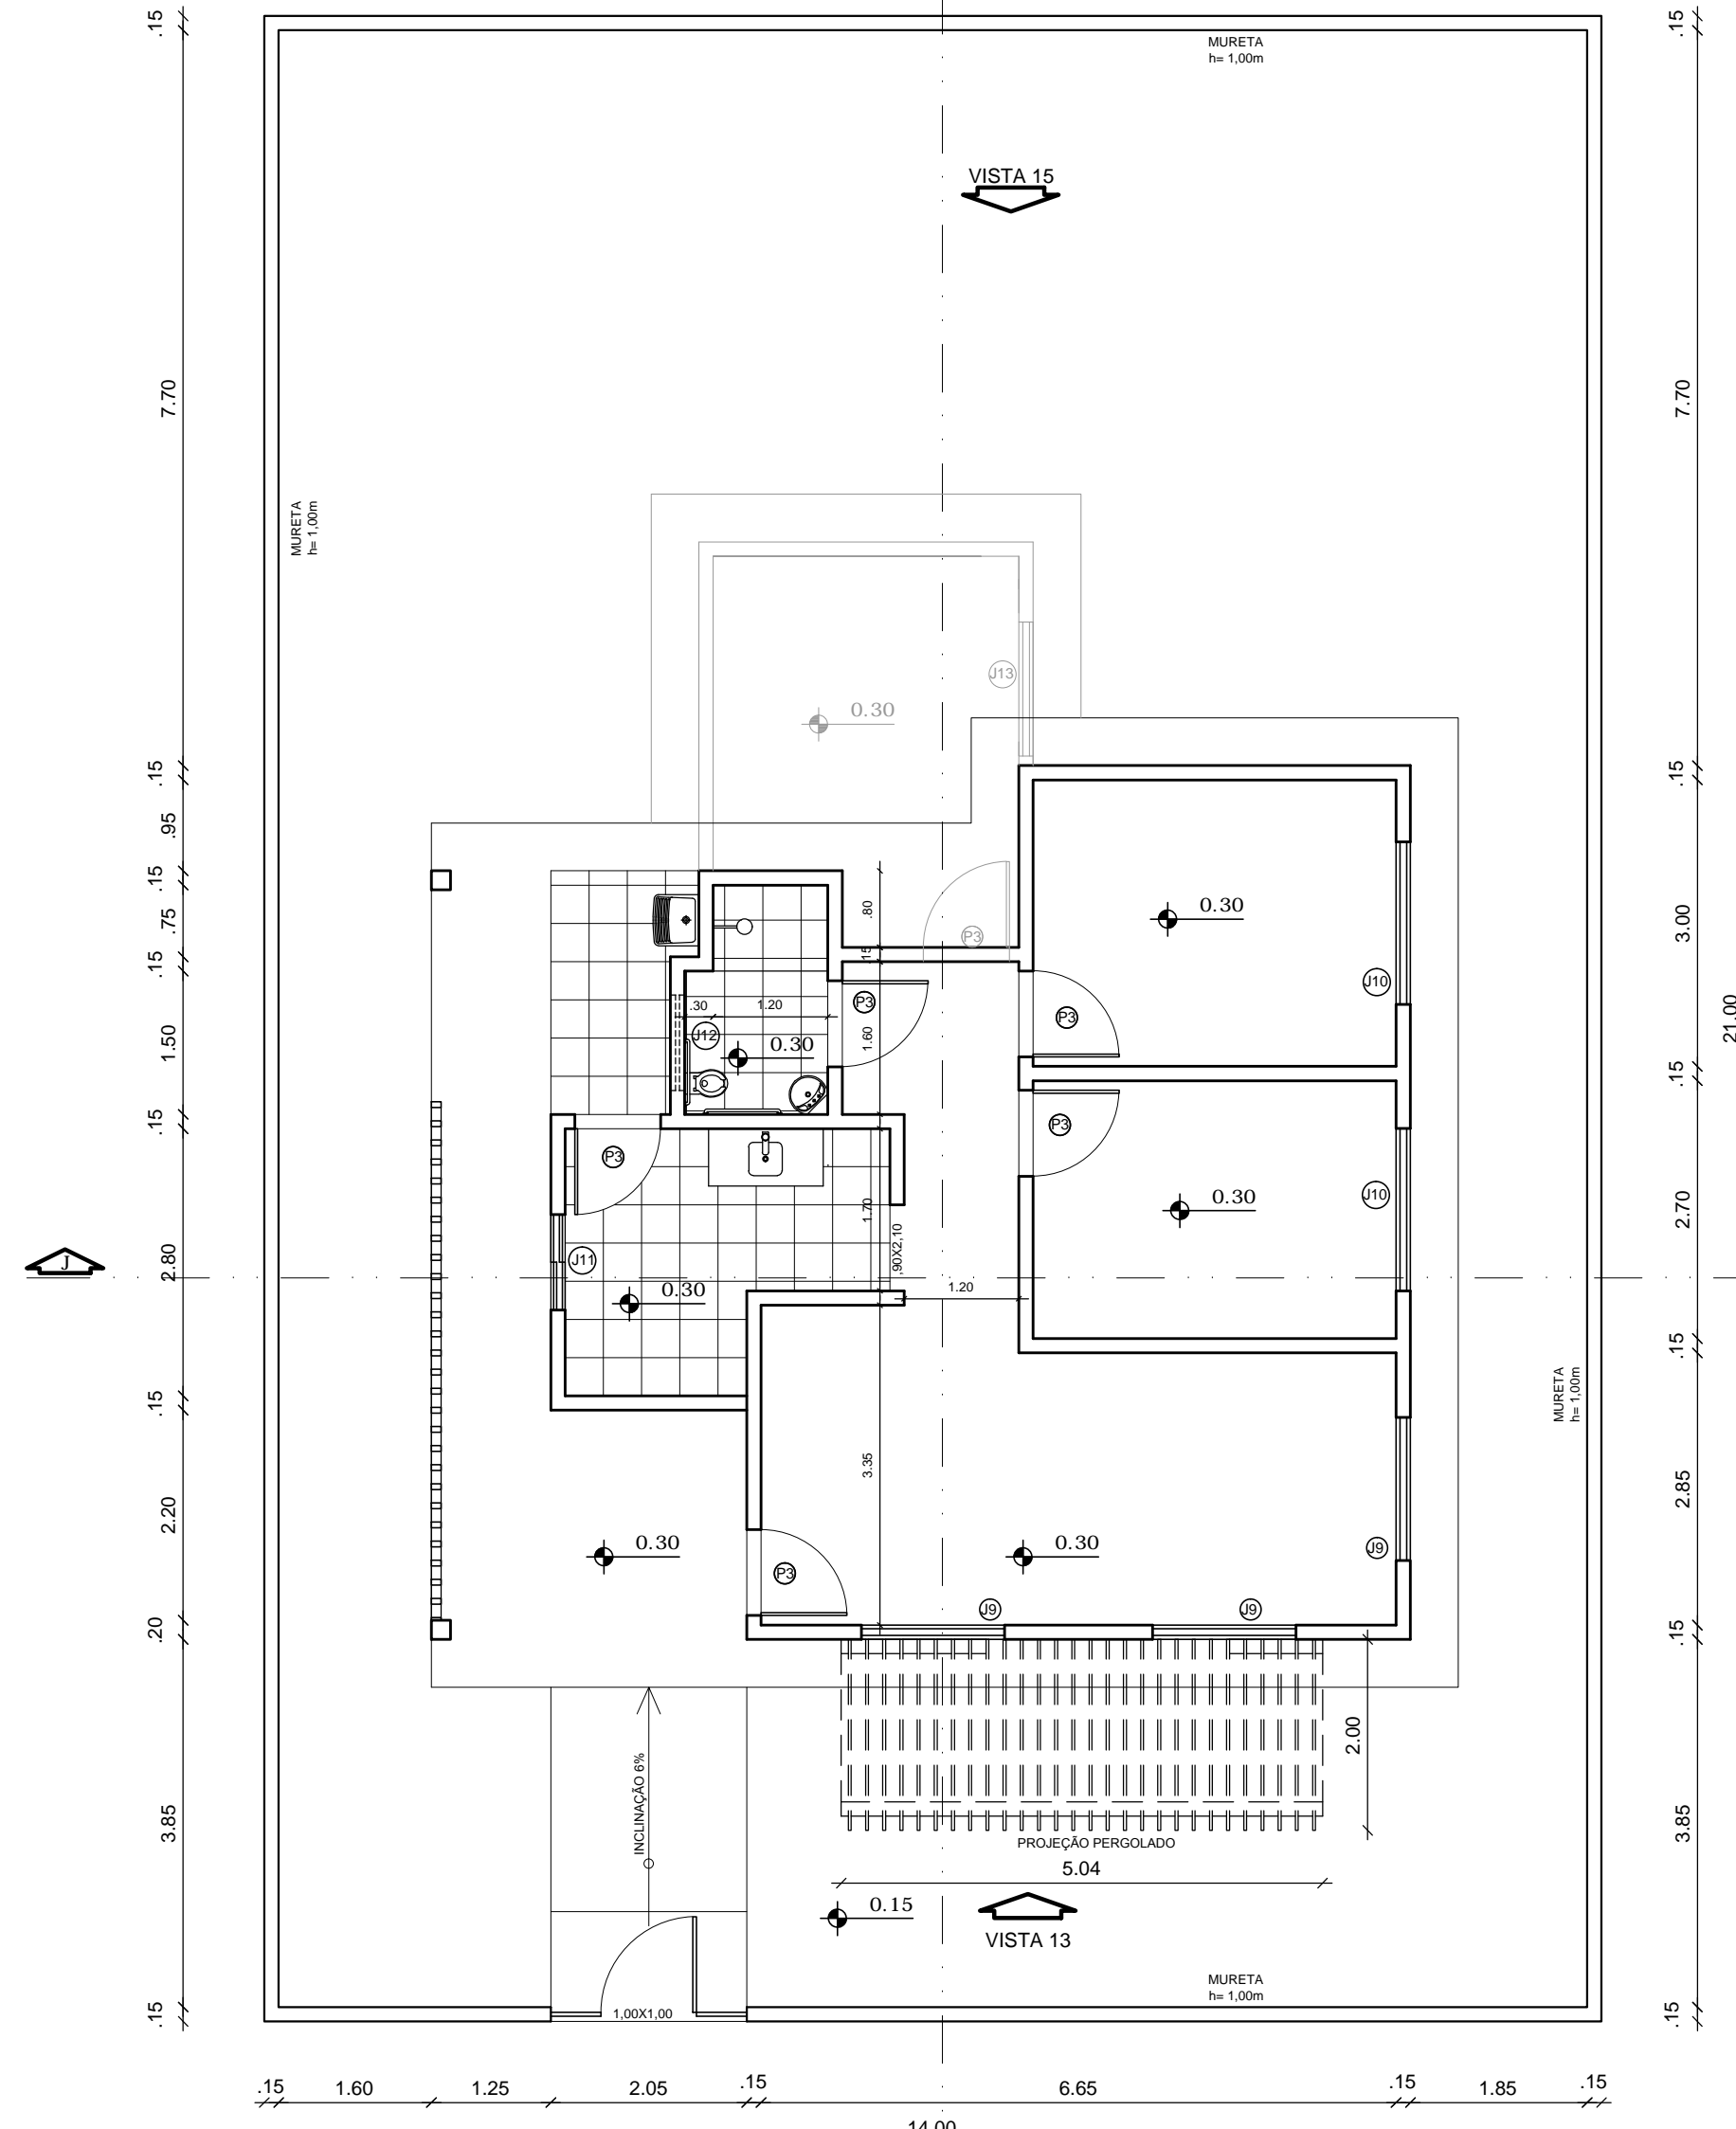 .15
.15
MURETA
h= 1,00m
VISTA 15
7.70
7.70
MURETA
h= 1,00m
J13
0.30
.15
.15
.95
.15
.80
0.30
3.00
.75
P3
.15
.15
J10
.30
1.20
P3
P3
21.00
J12
0.30
1.60
1.50
.15
.15
P3
P3
0.30
J10
2.70
1.70
,90X2,10
J
2.80
J11
0.30
1.20
.15
MURETA
h= 1,00m
.15
3.35
2.20
2.85
0.30
0.30
J9
P3
J9
J9
.20
.15
2.00
INCLINAÇÃO 6%
3.85
3.85
PROJEÇÃO PERGOLADO
5.04
0.15
VISTA 13
MURETA
h= 1,00m
.15
1,00X1,00
.15
.15
1.60
1.25
2.05
.15
6.65
.15
1.85
.15
14.00